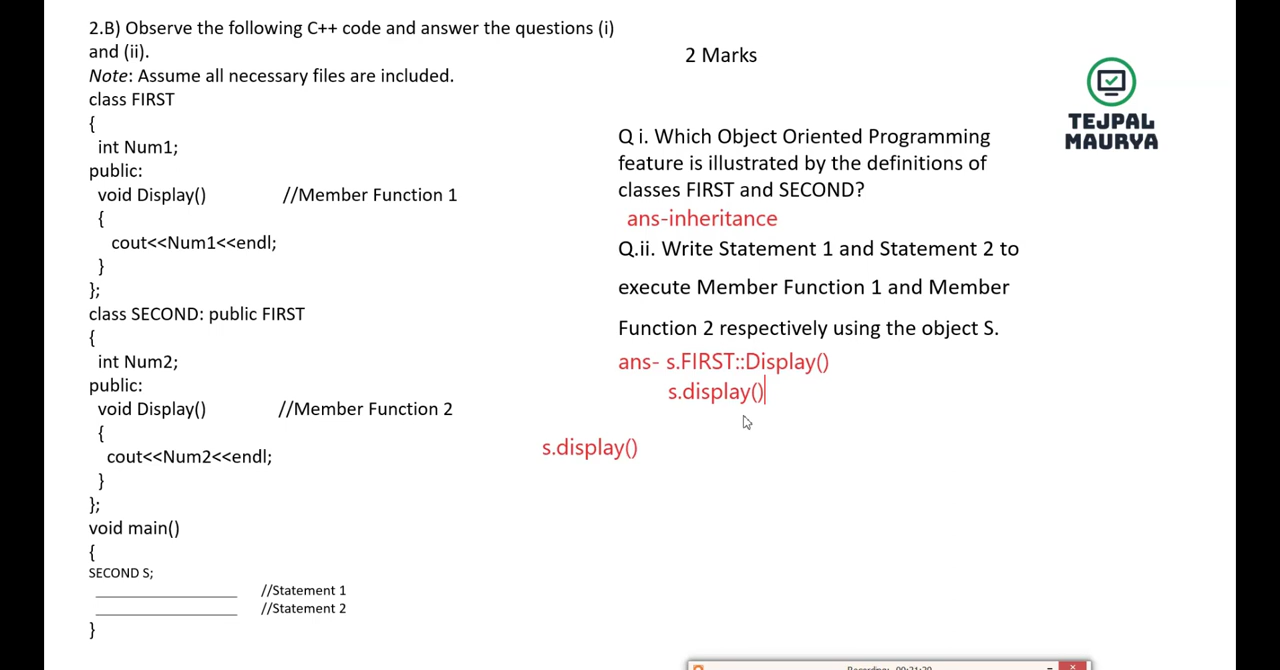 2.B) Observe the following C++ code and answer the questions (i)
and (ii).
Note: Assume all necessary files are included.
class FIRST
{
int Num1;
public:
void Display() //Member Function 1
{
cout<<Num1<<endl;
}
};
class SECOND: public FIRST
{
int Num2;
public:
void Display() //Member Function 2
{
cout<<Num2<<endl;
}
};
void main()
{
SECOND S;
//Statement 1
//Statement 2
}
2 Marks
Q i. Which Object Oriented Programming
feature is illustrated by the definitions of
classes FIRST and SECOND?
ans-inheritance
Q.ii. Write Statement 1 and Statement 2 to
execute Member Function 1 and Member
Function 2 respectively using the object S.
ans- s.FIRST::Display()
s.display()
s.display()
TEJPAL
MAURYA